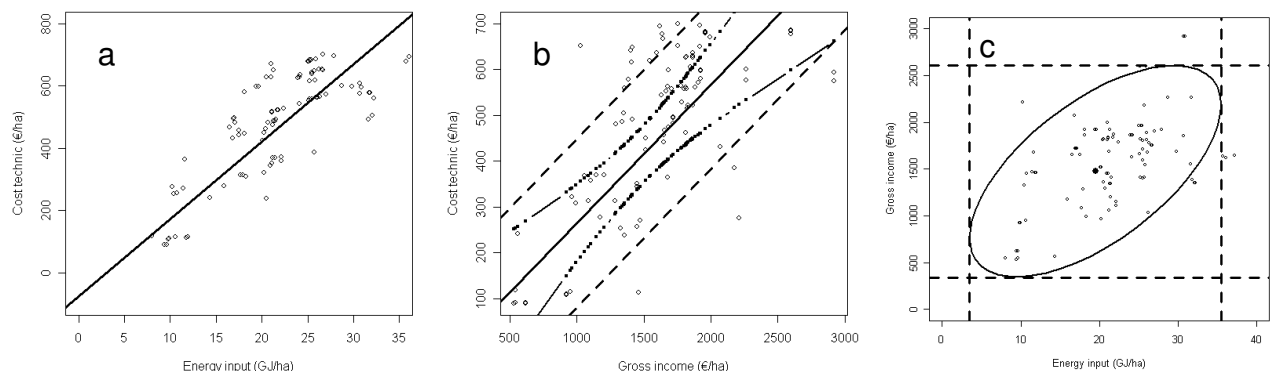 a
Cost technic (€/ha)
800
600
400
200
0
0 5 10 15 20 25 30 35
Energy input (GJ/ha)
b
Cost technic (€/ha)
700
600
500
400
300
200
100
500 1000 1500 2000 2500 3000
Gross income (€/ha)
c
Gross income (€/ha)
3000
2500
2000
1500
1000
500
0
0 10 20 30 40
Energy input (GJ/ha)